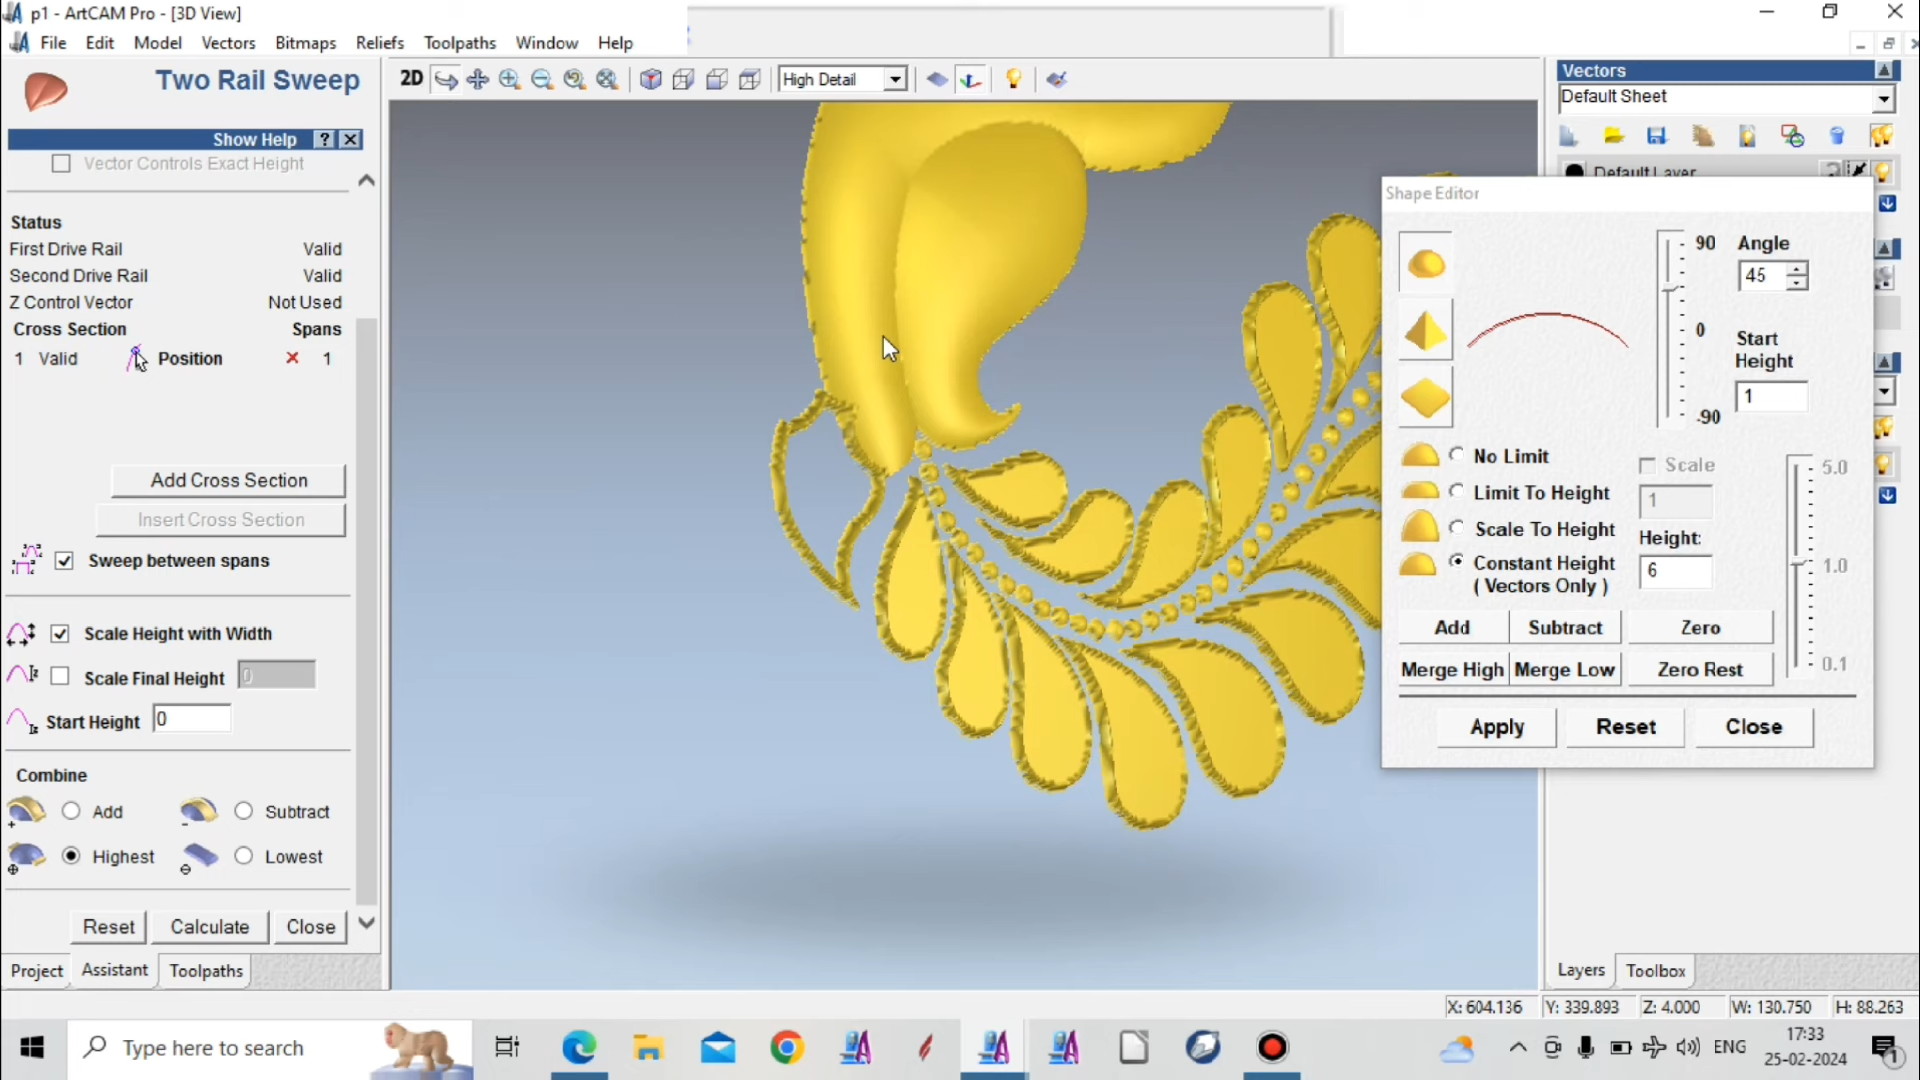 p1 - ArtCAM Pro - [3D View]
File Edit Model Vectors Bitmaps Reliefs Toolpaths Window Help
Two Rail Sweep
Show Help ?
Vector Controls Exact Height
Status
First Drive Rail Valid
Second Drive Rail Valid
Z Control Vector Not Used
Cross Section Spans
1 Valid Position 1
Add Cross Section
Insert Cross Section
Sweep between spans
Scale Height with Width
Scale Final Height 0
Start Height 0
Combine
Add Subtract
Highest Lowest
Reset Calculate Close
Project Assistant Toolpaths
2D High Detail
Vectors
Default Sheet
Default Layer
Shape Editor
90 Angle
45
0 Start
Height
1
-90
No Limit Scale 5.0
Limit To Height 1
Scale To Height Height:
Constant Height 6 1.0
( Vectors Only )
Add Subtract Zero
Merge High Merge Low Zero Rest 0.1
Apply Reset Close
Layers Toolbox
X: 604.136 Y: 339.893 Z: 4.000 W: 130.750 H: 88.263
Type here to search
ENG
17:33
25-02-2024
1